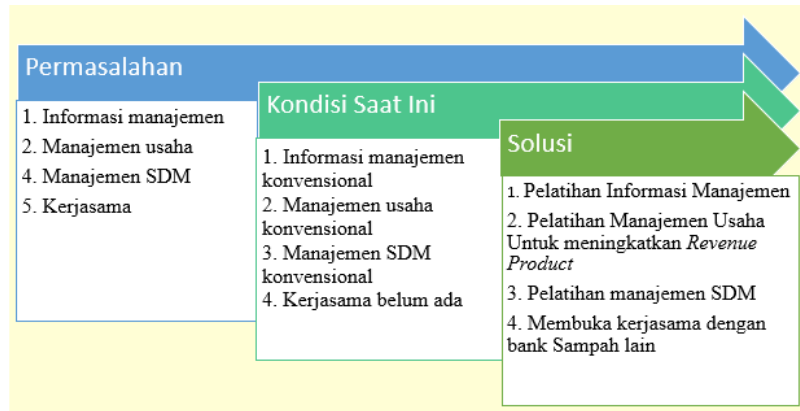 Permasalahan
1. Informasi manajemen
2. Manajemen usaha
4. Manajemen SDM
5. Kerjasama
Kondisi Saat Ini
1. Informasi manajemen
konvensional
2. Manajemen usaha
konvensional
3. Manajemen SDM
konvensional
4. Kerjasama belum ada
Solusi
1. Pelatihan Informasi Manajemen
2. Pelatihan Manajemen Usaha
Untuk meningkatkan Revenue
Product
3. Pelatihan manajemen SDM
4. Membuka kerjasama dengan
bank Sampah lain